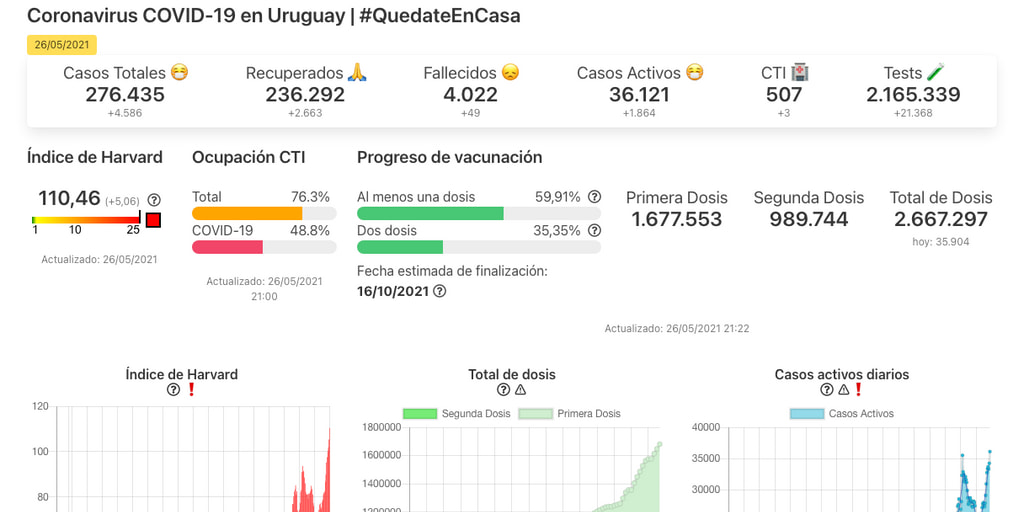 Coronavirus COVID-19 en Uruguay | #QuedateEnCasa
26/05/2021
Casos Totales 😷 Recuperados 🙏 Fallecidos 😞 Casos Activos 😷 CTI 🏥 Tests 🧪
276.435 236.292 4.022 36.121 507 2.165.339
+4.586 +2.663 +49 +1.864 +3 +21.368
Índice de Harvard Ocupación CTI Progreso de vacunación
110,46 (+5,06)
1 10 25
Actualizado: 26/05/2021
Total 76.3%
COVID-19 48.8%
Actualizado: 26/05/2021
21:00
Al menos una dosis 59,91%
Dos dosis 35,35%
Fecha estimada de finalización:
16/10/2021
Primera Dosis Segunda Dosis Total de Dosis
1.677.553 989.744 2.667.297
hoy: 35.904
Actualizado: 26/05/2021 21:22
Índice de Harvard
❗
120
100
80
Total de dosis
Segunda Dosis Primera Dosis
1800000
1600000
1400000
1200000
Casos activos diarios
❗
Casos Activos
40000
35000
30000